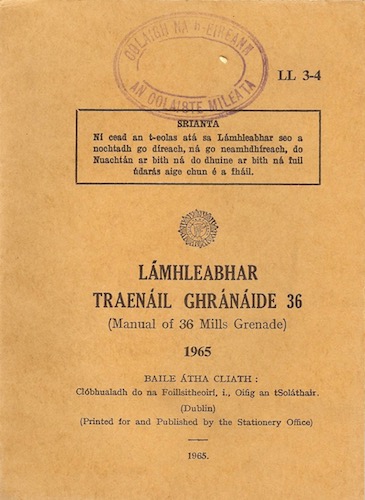 ÓGLAIGH NA H-ÉIREANN
AN COLAISTE MILEATA
LL 3-4
SRIANTA
Ní cead an t-eolas atá sa Lámhleabhar seo a
nochtadh go díreach, ná go neamhdhíreach, do
Nuachtán ar bith ná do dhuine ar bith ná fuil
údarás aige chun é a fháil.
LÁMHLEABHAR
TRAENÁIL GHRÁNÁIDE 36
(Manual of 36 Mills Grenade)
1965
BAILE ÁTHA CLIATH :
Clóbhualadh do na Foillsitheoirí, i., Oifig an tSoláthair.
(Dublin)
(Printed for and Published by the Stationery Office)
1965.